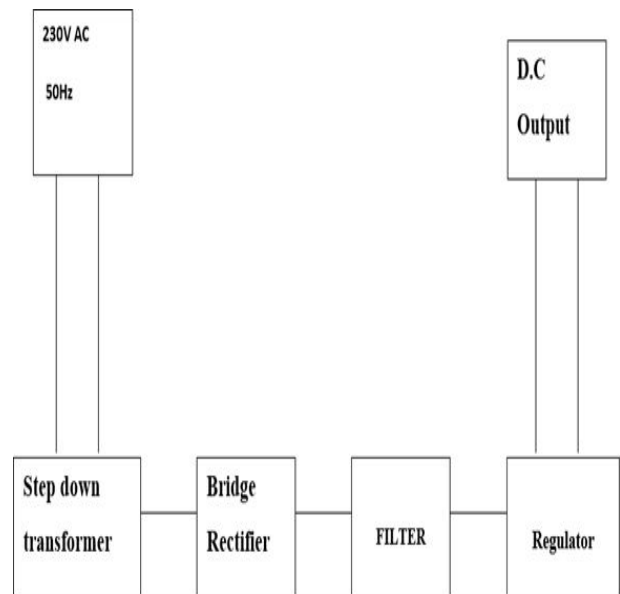 230V AC
50Hz
D.C
Output
Step down
transformer
Bridge
Rectifier
FILTER
Regulator